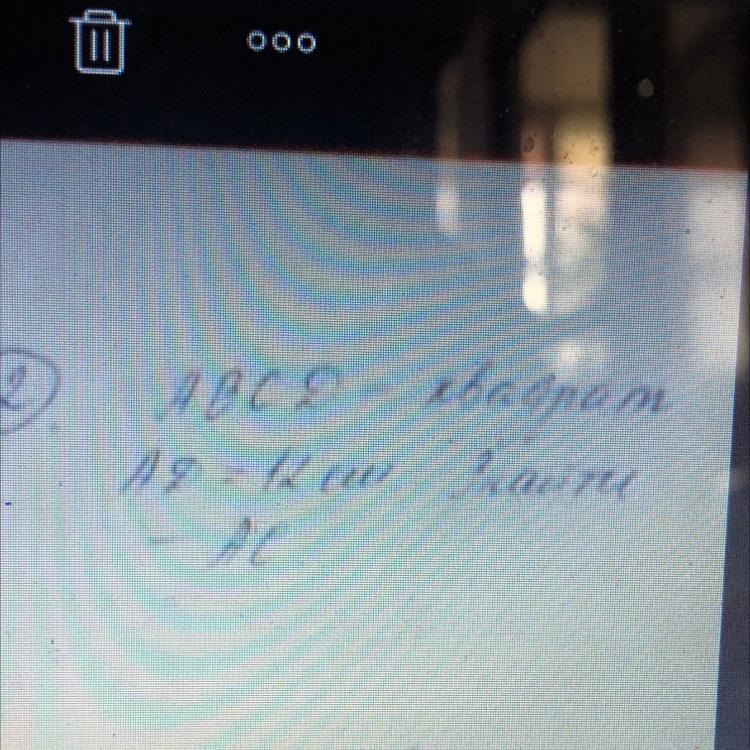 2
ABCD - квадрат
AD = 12 см Знайти
- AC